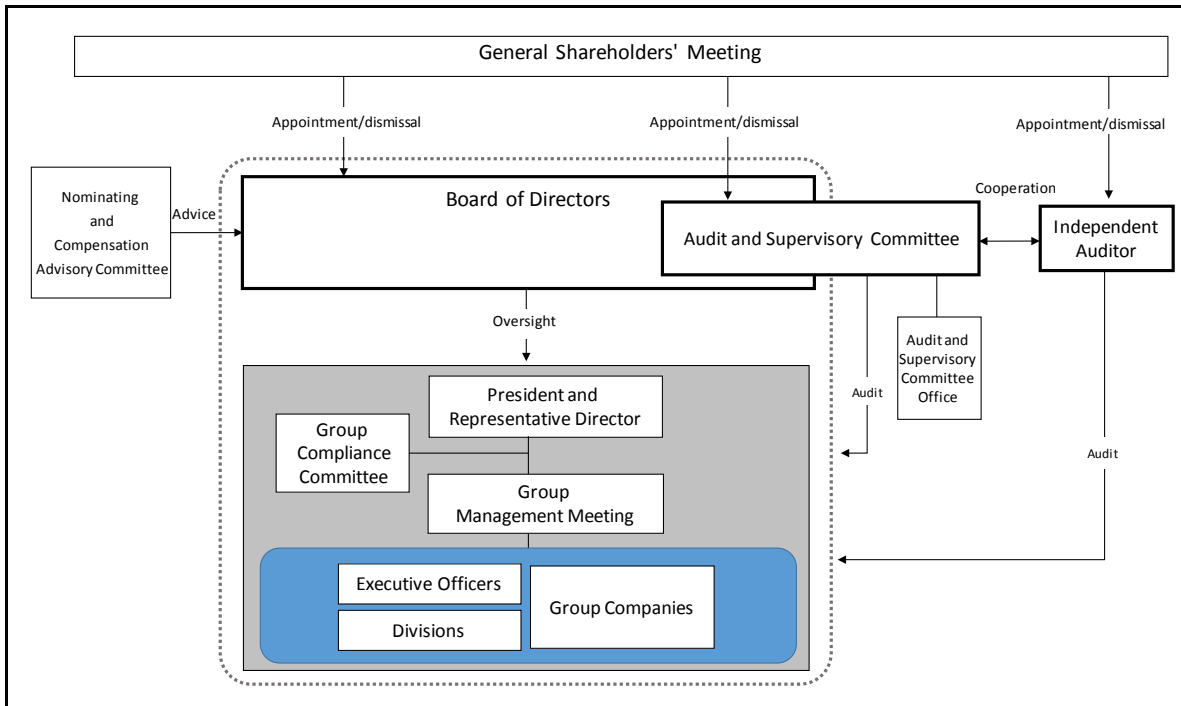 General Shareholders' Meeting
Appointment/dismissal
Appointment/dismissal
Appointment/dismissal
Nominating
and
Compensation
Advisory Committee
Advice
Board of Directors
Audit and Supervisory Committee
Cooperation
Independent
Auditor
Oversight
Audit
Audit and
Supervisory
Committee
Office
Audit
President and
Representative Director
Group
Compliance
Committee
Group
Management Meeting
Executive Officers
Divisions
Group Companies